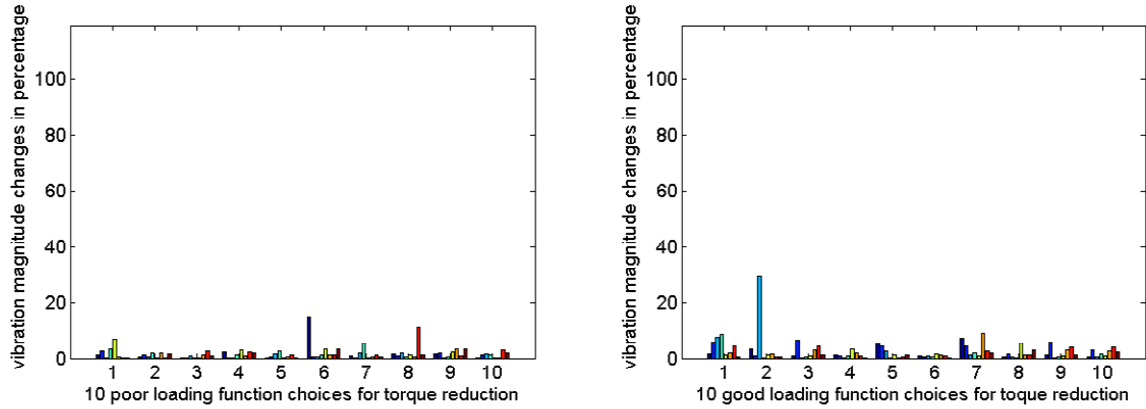 vibration magnitude changes in percentage
100
80
60
40
20
0
1 2 3 4 5 6 7 8 9 10
10 poor loading function choices for torque reduction
vibration magnitude changes in percentage
100
80
60
40
20
0
1 2 3 4 5 6 7 8 9 10
10 good loading function choices for torque reduction